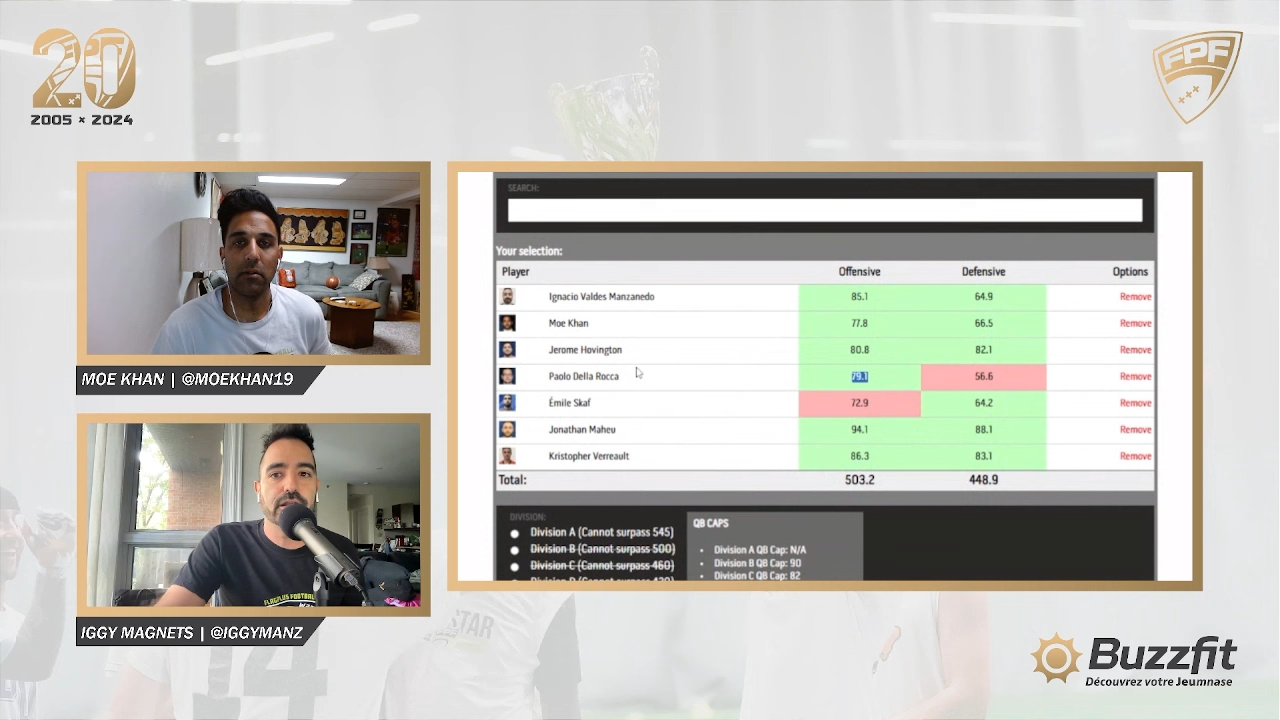 20
2005 × 2024
FPF
MOE KHAN | @MOEKHAN19
IGGY MAGNETS | @IGGYMANZ
SEARCH:
Your selection:
Player Offensive Defensive Options
Ignacio Valdes Manzanedo 85.1 64.9 Remove
Moe Khan 77.8 66.5 Remove
Jerome Hovington 80.8 82.1 Remove
Paolo Della Rocca 79.1 56.6 Remove
Émile Skaf 72.9 64.2 Remove
Jonathan Maheu 94.1 88.1 Remove
Kristopher Verreault 86.3 83.1 Remove
Total: 503.2 448.9
DIVISION:
Division A (Cannot surpass 545)
Division B (Cannot surpass 500)
Division C (Cannot surpass 460)
QB CAPS
Division A QB Cap: N/A
Division B QB Cap: 90
Division C QB Cap: 82
FLAGPLUS FOOTBALL
STAR
14
Buzzfit
Découvrez votre Jeumnase